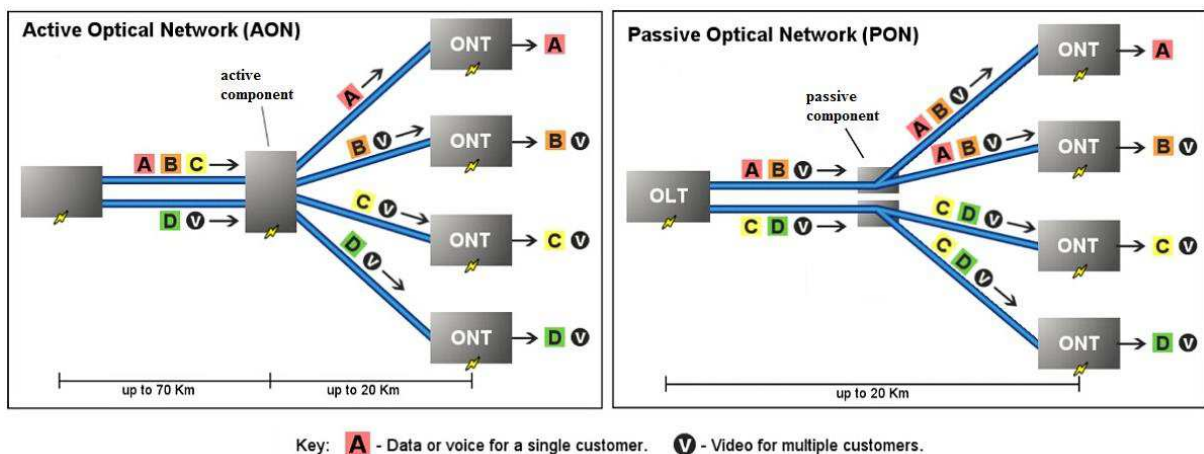 Active Optical Network (AON)
active
component
A B C
D V
A
B V
C V
D V
ONT
A
ONT
B V
ONT
C V
ONT
D V
up to 70 Km
up to 20 Km
Passive Optical Network (PON)
passive
component
OLT
A B V
C D V
A B V
A B V
C D V
C D V
ONT
A
ONT
B V
ONT
C V
ONT
D V
up to 20 Km
Key: A - Data or voice for a single customer. V - Video for multiple customers.